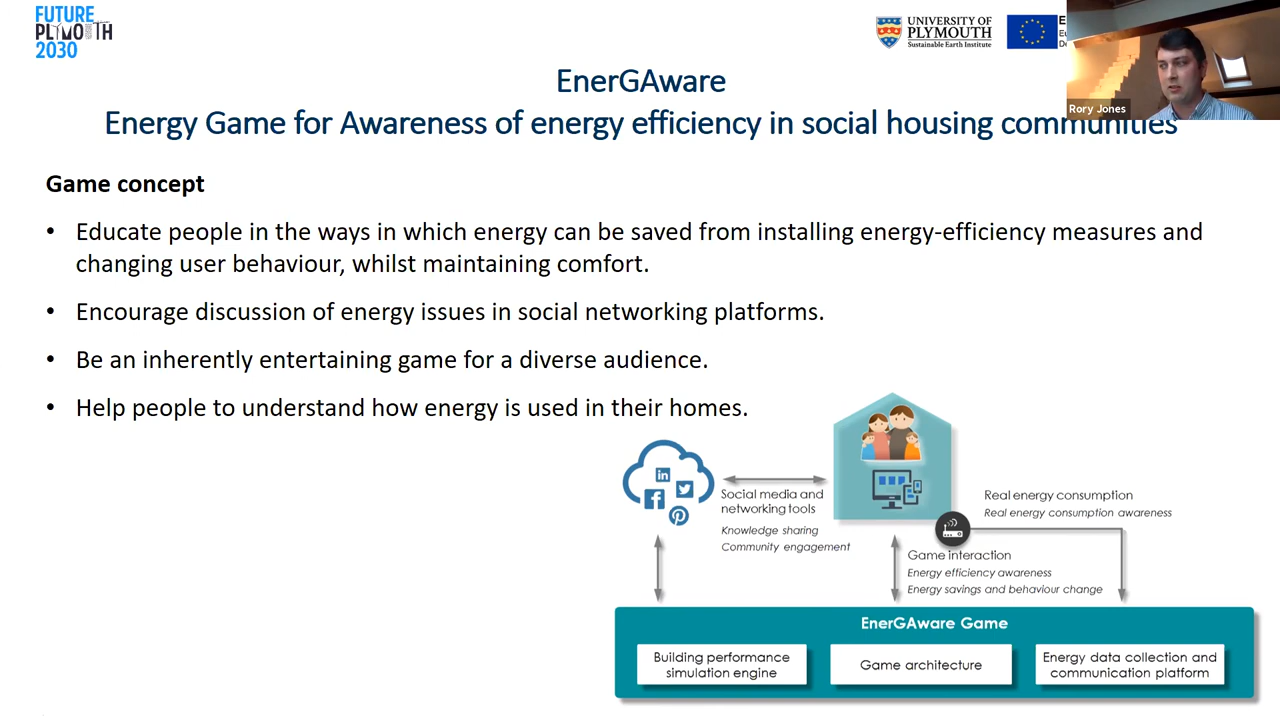 FUTURE
PLYMOUTH
2030
UNIVERSITY OF
PLYMOUTH
Sustainable Earth Institute
Rory Jones
EnerGAware
Energy Game for Awareness of energy efficiency in social housing communities
Game concept
• Educate people in the ways in which energy can be saved from installing energy-efficiency measures and
changing user behaviour, whilst maintaining comfort.
• Encourage discussion of energy issues in social networking platforms.
• Be an inherently entertaining game for a diverse audience.
• Help people to understand how energy is used in their homes.
in
Social media and
networking tools
Knowledge sharing
Community engagement
Real energy consumption
Real energy consumption awareness
Game interaction
Energy efficiency awareness
Energy savings and behaviour change
EnerGAware Game
Building performance
simulation engine
Game architecture
Energy data collection and
communication platform